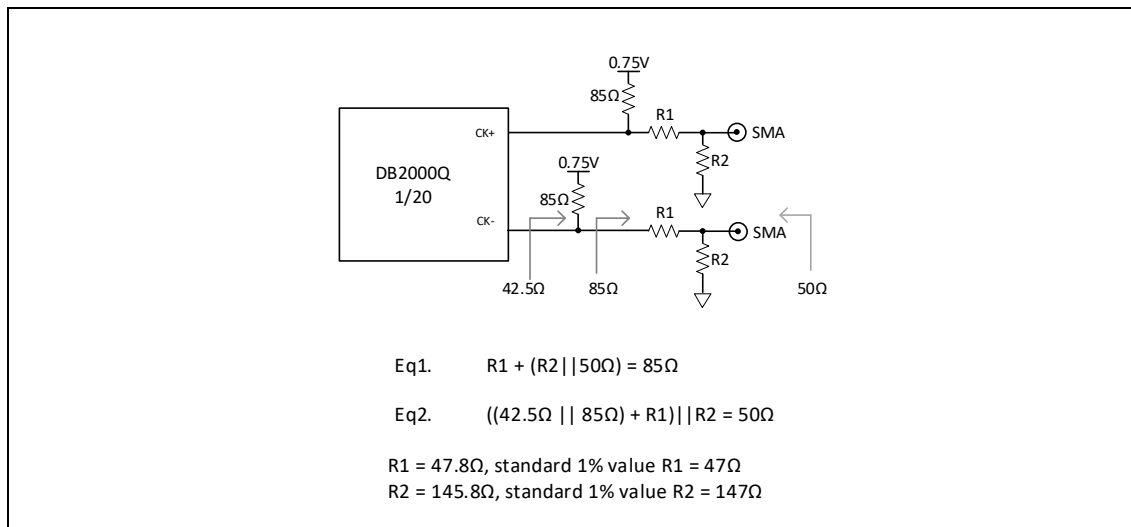 0.75V
85Ω
R1
SMA
CK+
R2
DB2000Q
1/20
0.75V
85Ω
R1
CK-
SMA
R2
42.5Ω
85Ω
50Ω
Eq1. R1 + (R2||50Ω) = 85Ω
Eq2. ((42.5Ω || 85Ω) + R1)||R2 = 50Ω
R1 = 47.8Ω, standard 1% value R1 = 47Ω
R2 = 145.8Ω, standard 1% value R2 = 147Ω